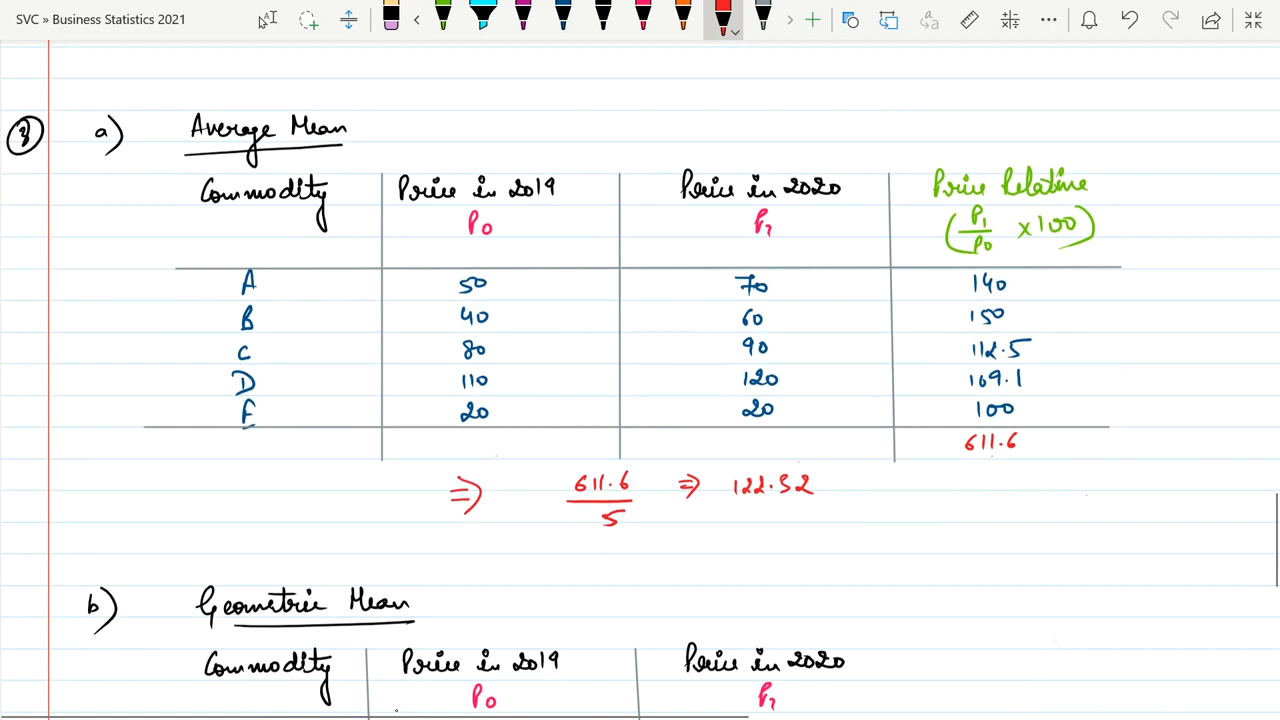 SVC » Business Statistics 2021
8 a) Average Mean
Commodity Price in 2019 Price in 2020 Price Relative
P0 P1 (P1/P0 ×100)
A 50 70 140
B 40 60 150
C 80 90 112.5
D 110 120 109.1
E 20 20 100
611.6
⇒ 611.6/5 ⇒ 122.32
b) Geometric Mean
Commodity Price in 2019 Price in 2020
P0 P1